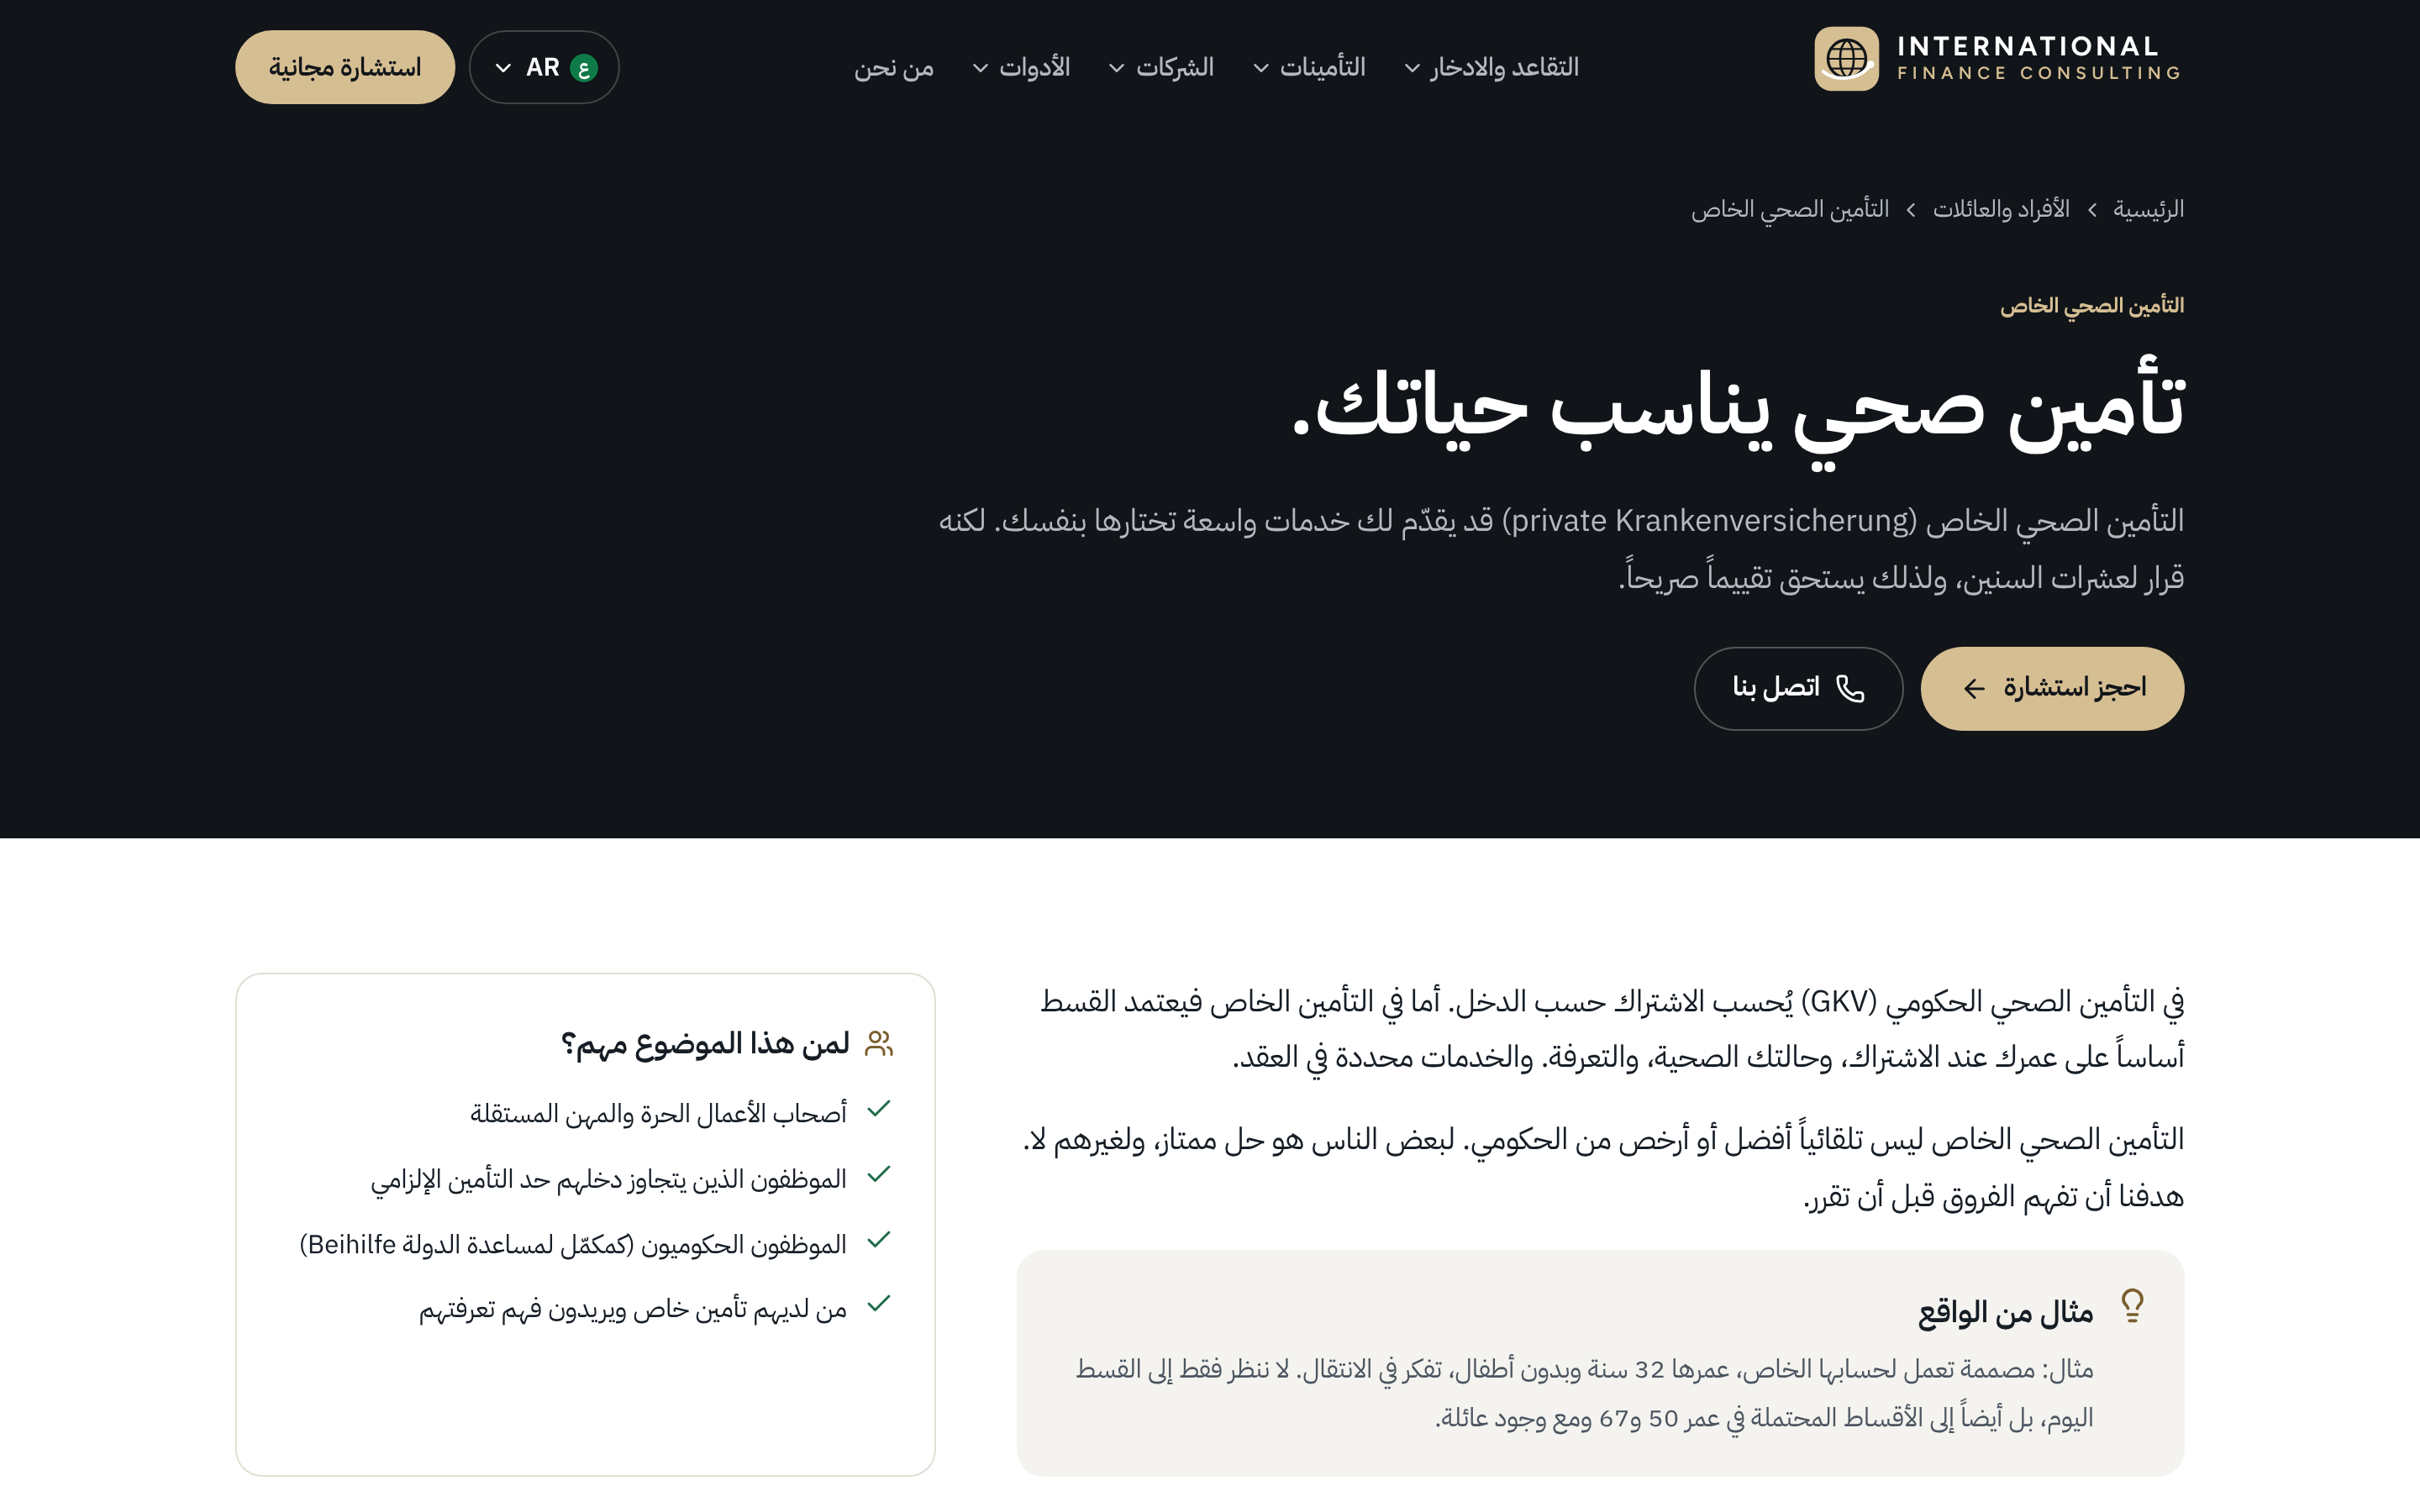 INTERNATIONAL
FINANCE CONSULTING
التقاعد والادخار
التأمينات
الشركات
الأدوات
من نحن
ع AR
استشارة مجانية
الرئيسية
الأفراد والعائلات
التأمين الصحي الخاص
التأمين الصحي الخاص
تأمين صحي يناسب حياتك.
التأمين الصحي الخاص (private Krankenversicherung) قد يقدّم لك خدمات واسعة تختارها بنفسك. لكنه
قرار لعشرات السنين، ولذلك يستحق تقييماً صريحاً.
احجز استشارة
اتصل بنا
في التأمين الصحي الحكومي (GKV) يُحسب الاشتراك حسب الدخل. أما في التأمين الخاص فيعتمد القسط
أساساً على عمرك عند الاشتراك، وحالتك الصحية، والتعرفة. والخدمات محددة في العقد.
التأمين الصحي الخاص ليس تلقائياً أفضل أو أرخص من الحكومي. لبعض الناس هو حل ممتاز، ولغيرهم لا.
هدفنا أن تفهم الفروق قبل أن تقرر.
مثال من الواقع
مثال: مصممة تعمل لحسابها الخاص، عمرها 32 سنة وبدون أطفال، تفكر في الانتقال. لا ننظر فقط إلى القسط
اليوم، بل أيضاً إلى الأقساط المحتملة في عمر 50 و67 ومع وجود عائلة.
لمن هذا الموضوع مهم؟
أصحاب الأعمال الحرة والمهن المستقلة
الموظفون الذين يتجاوز دخلهم حد التأمين الإلزامي
الموظفون الحكوميون (كمكمّل لمساعدة الدولة Beihilfe)
من لديهم تأمين خاص ويريدون فهم تعرفتهم